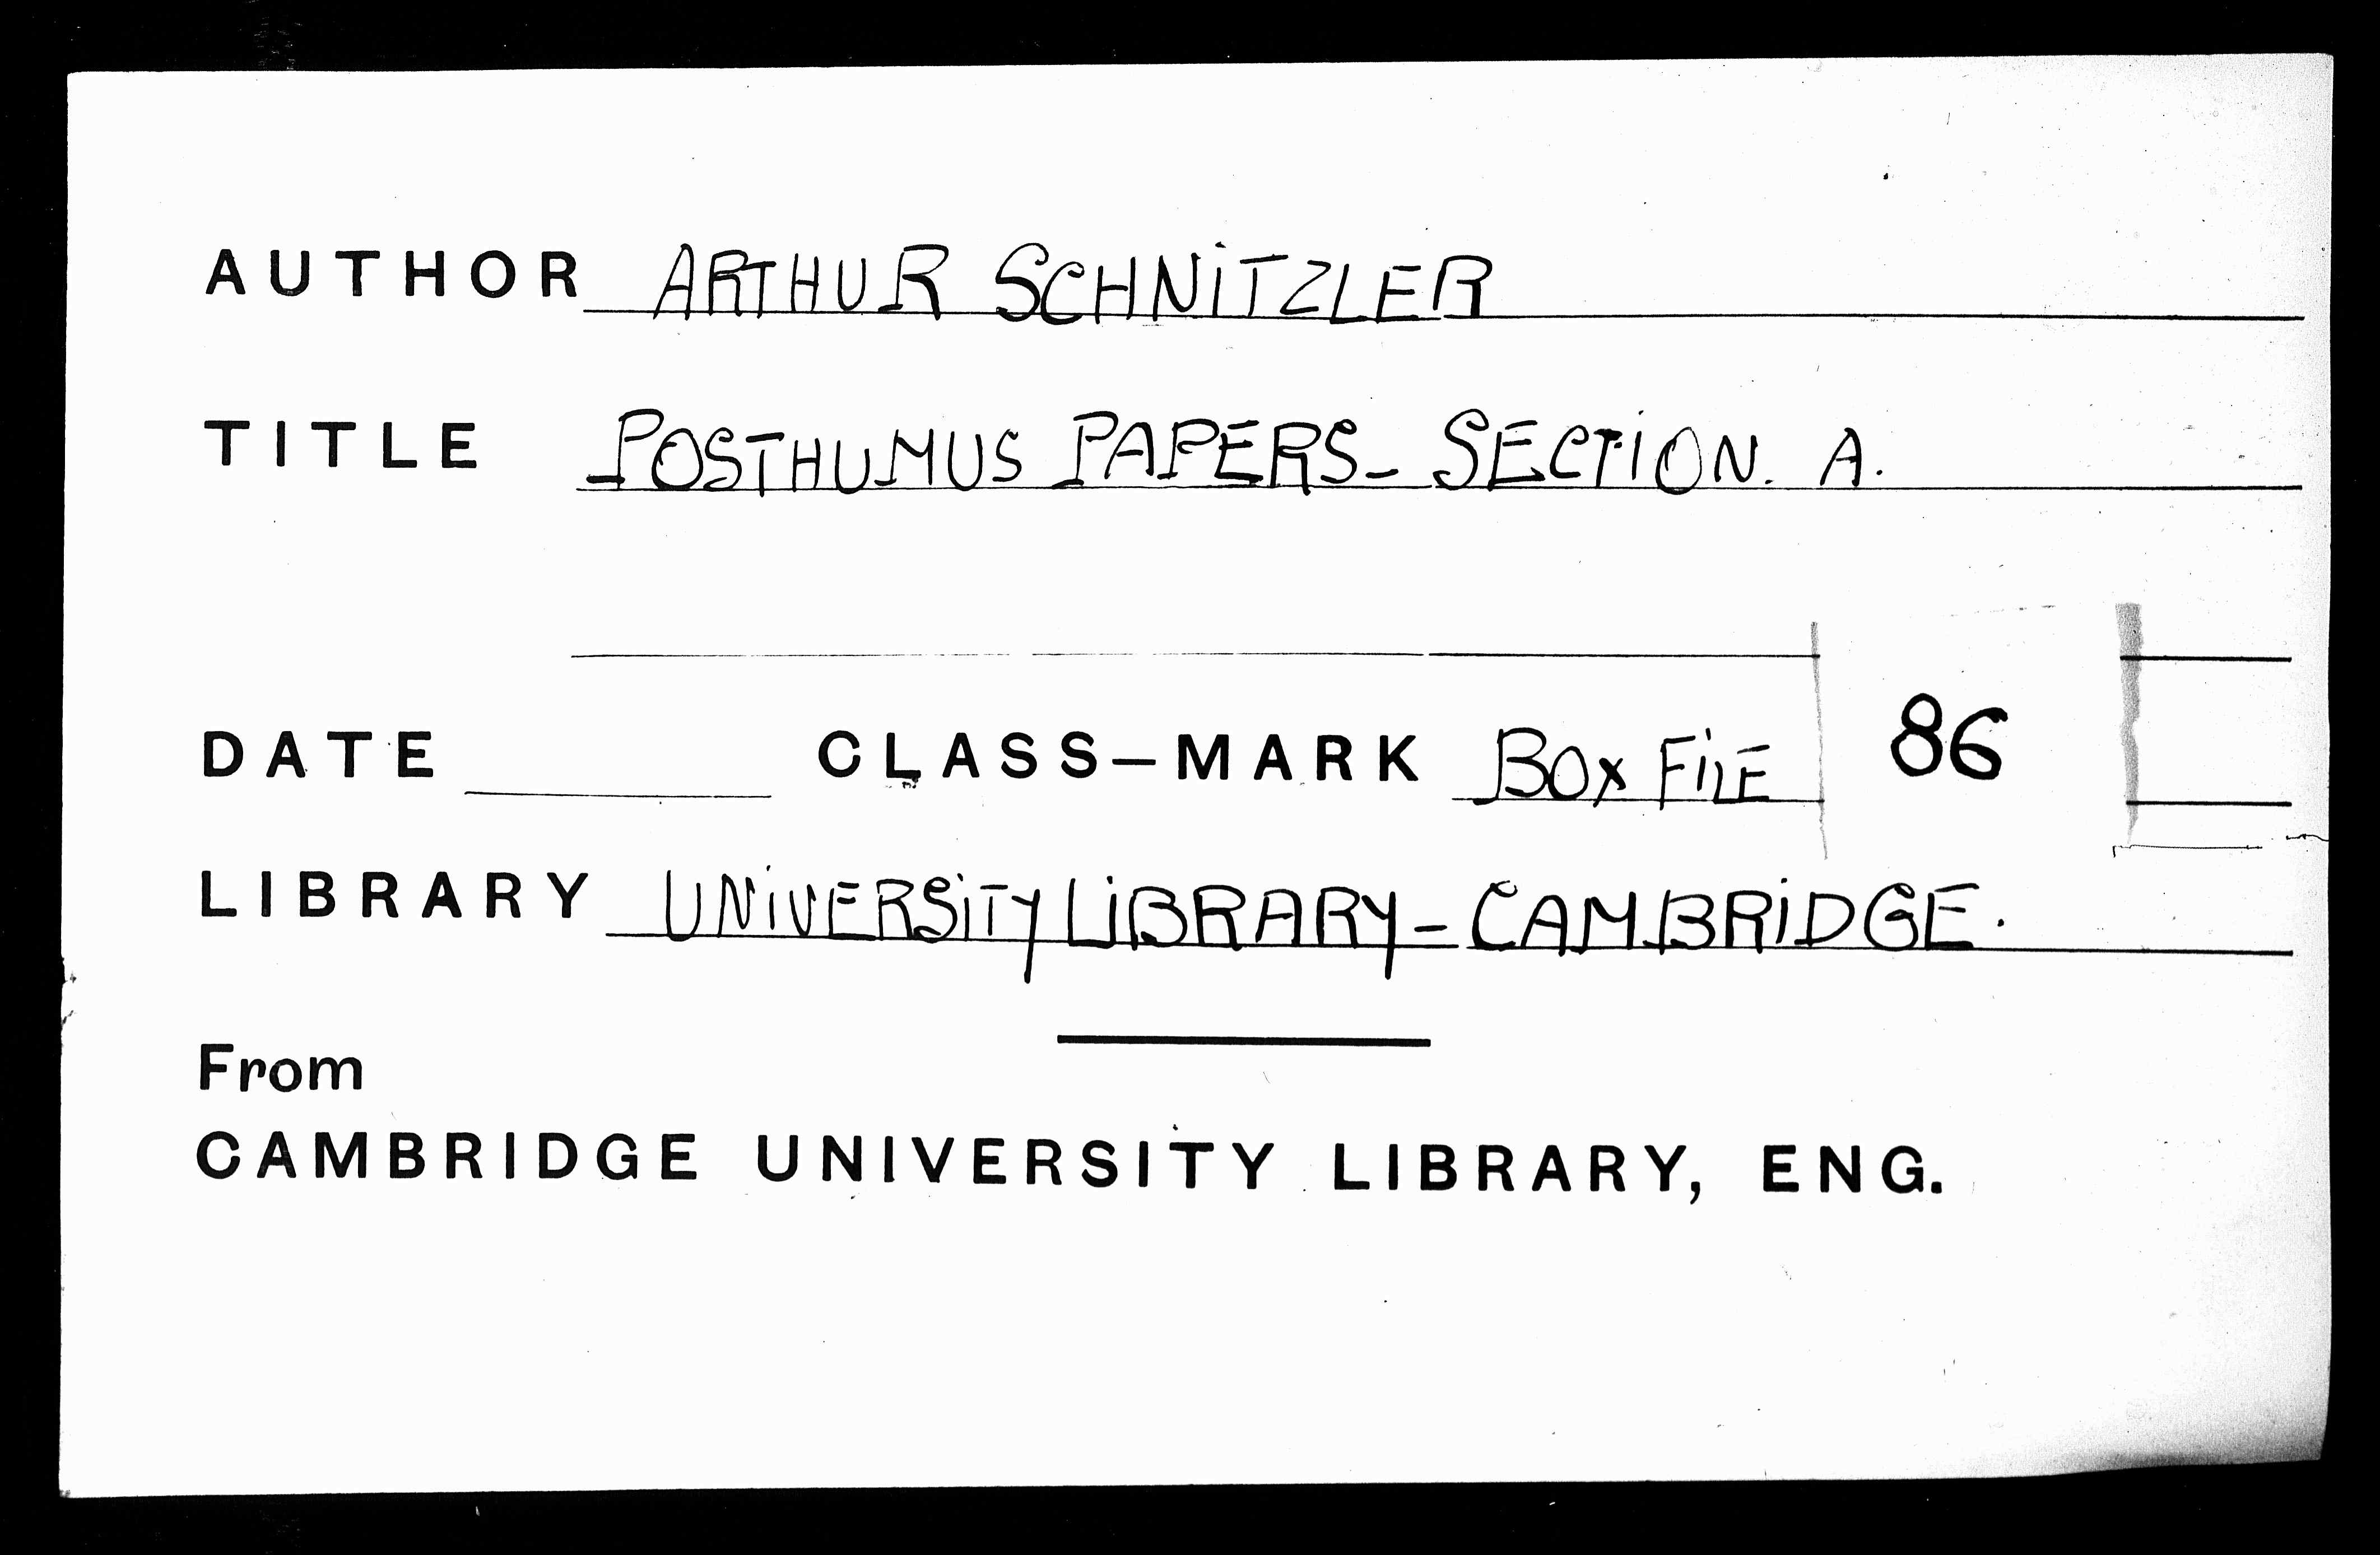 AUTHOR ARTHUR SCHNiTZLER
TITLE POSTHUMUS PAPERS - SECTION. A.
DATE CLASS-MARK BOX FiLE 86
LIBRARY UNiVERSiTY LiBRARY - CAMBRiDGE.
From
CAMBRIDGE UNIVERSITY LIBRARY, ENG.